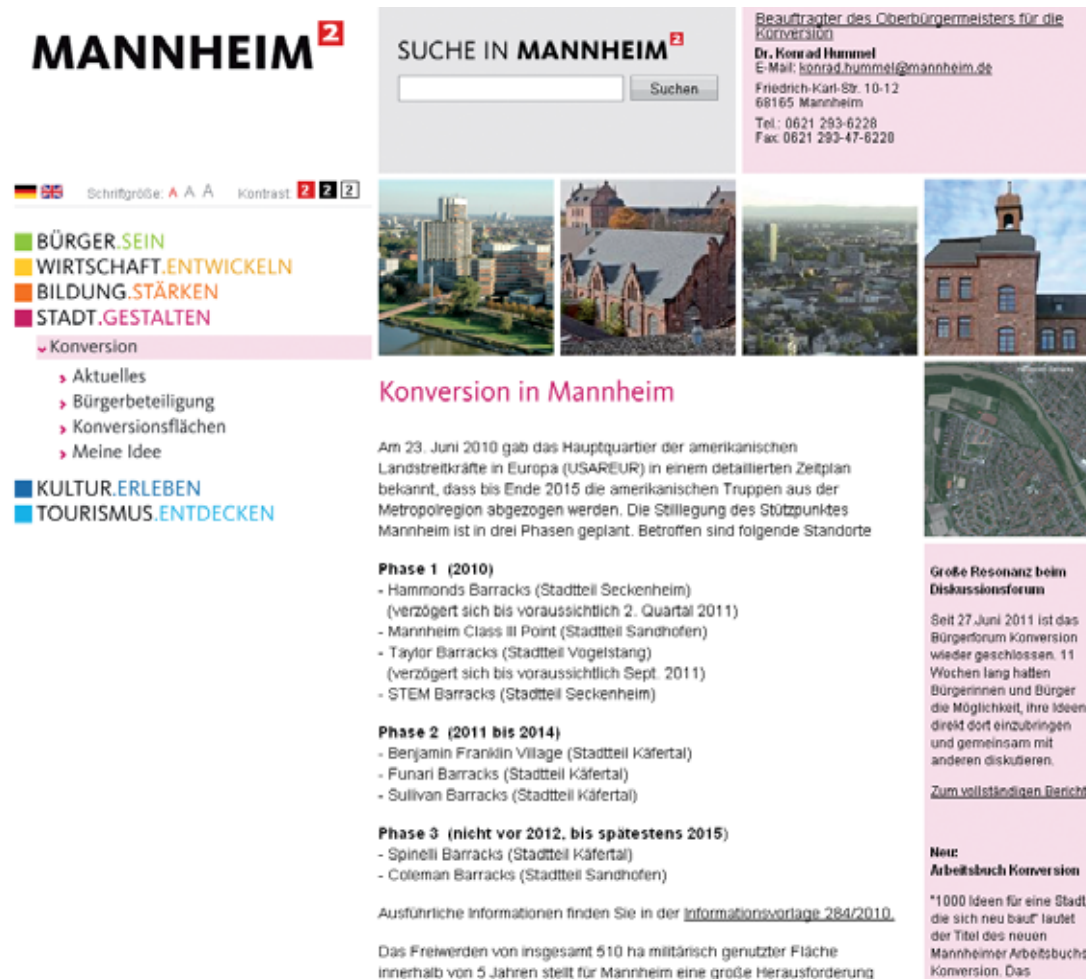 MANNHEIM²
SUCHE IN MANNHEIM²
Suchen
Beauftragter des Oberbürgermeisters für die
Konversion
Dr. Konrad Hummel
E-Mail: konrad.hummel@mannheim.de
Friedrich-Karl-Str. 10-12
68165 Mannheim
Tel.: 0621 293-6228
Fax: 0621 293-47-6228
Schriftgröße: A A A Kontrast: 2 2 2
BÜRGER.SEIN
WIRTSCHAFT.ENTWICKELN
BILDUNG.STÄRKEN
STADT.GESTALTEN
Konversion
Aktuelles
Bürgerbeteiligung
Konversionsflächen
Meine Idee
KULTUR.ERLEBEN
TOURISMUS.ENTDECKEN
Konversion in Mannheim
Am 23. Juni 2010 gab das Hauptquartier der amerikanischen
Landstreitkräfte in Europa (USAREUR) in einem detaillierten Zeitplan
bekannt, dass bis Ende 2015 die amerikanischen Truppen aus der
Metropolregion abgezogen werden. Die Stilllegung des Stützpunktes
Mannheim ist in drei Phasen geplant. Betroffen sind folgende Standorte
Phase 1 (2010)
- Hammonds Barracks (Stadtteil Seckenheim)
(verzögert sich bis voraussichtlich 2. Quartal 2011)
- Mannheim Class III Point (Stadtteil Sandhofen)
- Taylor Barracks (Stadtteil Vogelstang)
(verzögert sich bis voraussichtlich Sept. 2011)
- STEM Barracks (Stadtteil Seckenheim)
Phase 2 (2011 bis 2014)
- Benjamin Franklin Village (Stadtteil Käfertal)
- Funari Barracks (Stadtteil Käfertal)
- Sullivan Barracks (Stadtteil Käfertal)
Phase 3 (nicht vor 2012, bis spätestens 2015)
- Spinelli Barracks (Stadtteil Käfertal)
- Coleman Barracks (Stadtteil Sandhofen)
Ausführliche Informationen finden Sie in der Informationsvorlage 284/2010.
Das Freiwerden von insgesamt 510 ha militärisch genutzter Fläche
innerhalb von 5 Jahren stellt für Mannheim eine große Herausforderung
Große Resonanz beim
Diskussionsforum
Seit 27.Juni 2011 ist das
Bürgerforum Konversion
wieder geschlossen. 11
Wochen lang hatten
Bürgerinnen und Bürger
die Möglichkeit, ihre Ideen
direkt dort einzubringen
und gemeinsam mit
anderen diskutieren.
Zum vollständigen Bericht
Neu:
Arbeitsbuch Konversion
"1000 Ideen für eine Stadt
die sich neu baut" lautet
der Titel des neuen
Mannheimer Arbeitsbuchs
Konversion. Das